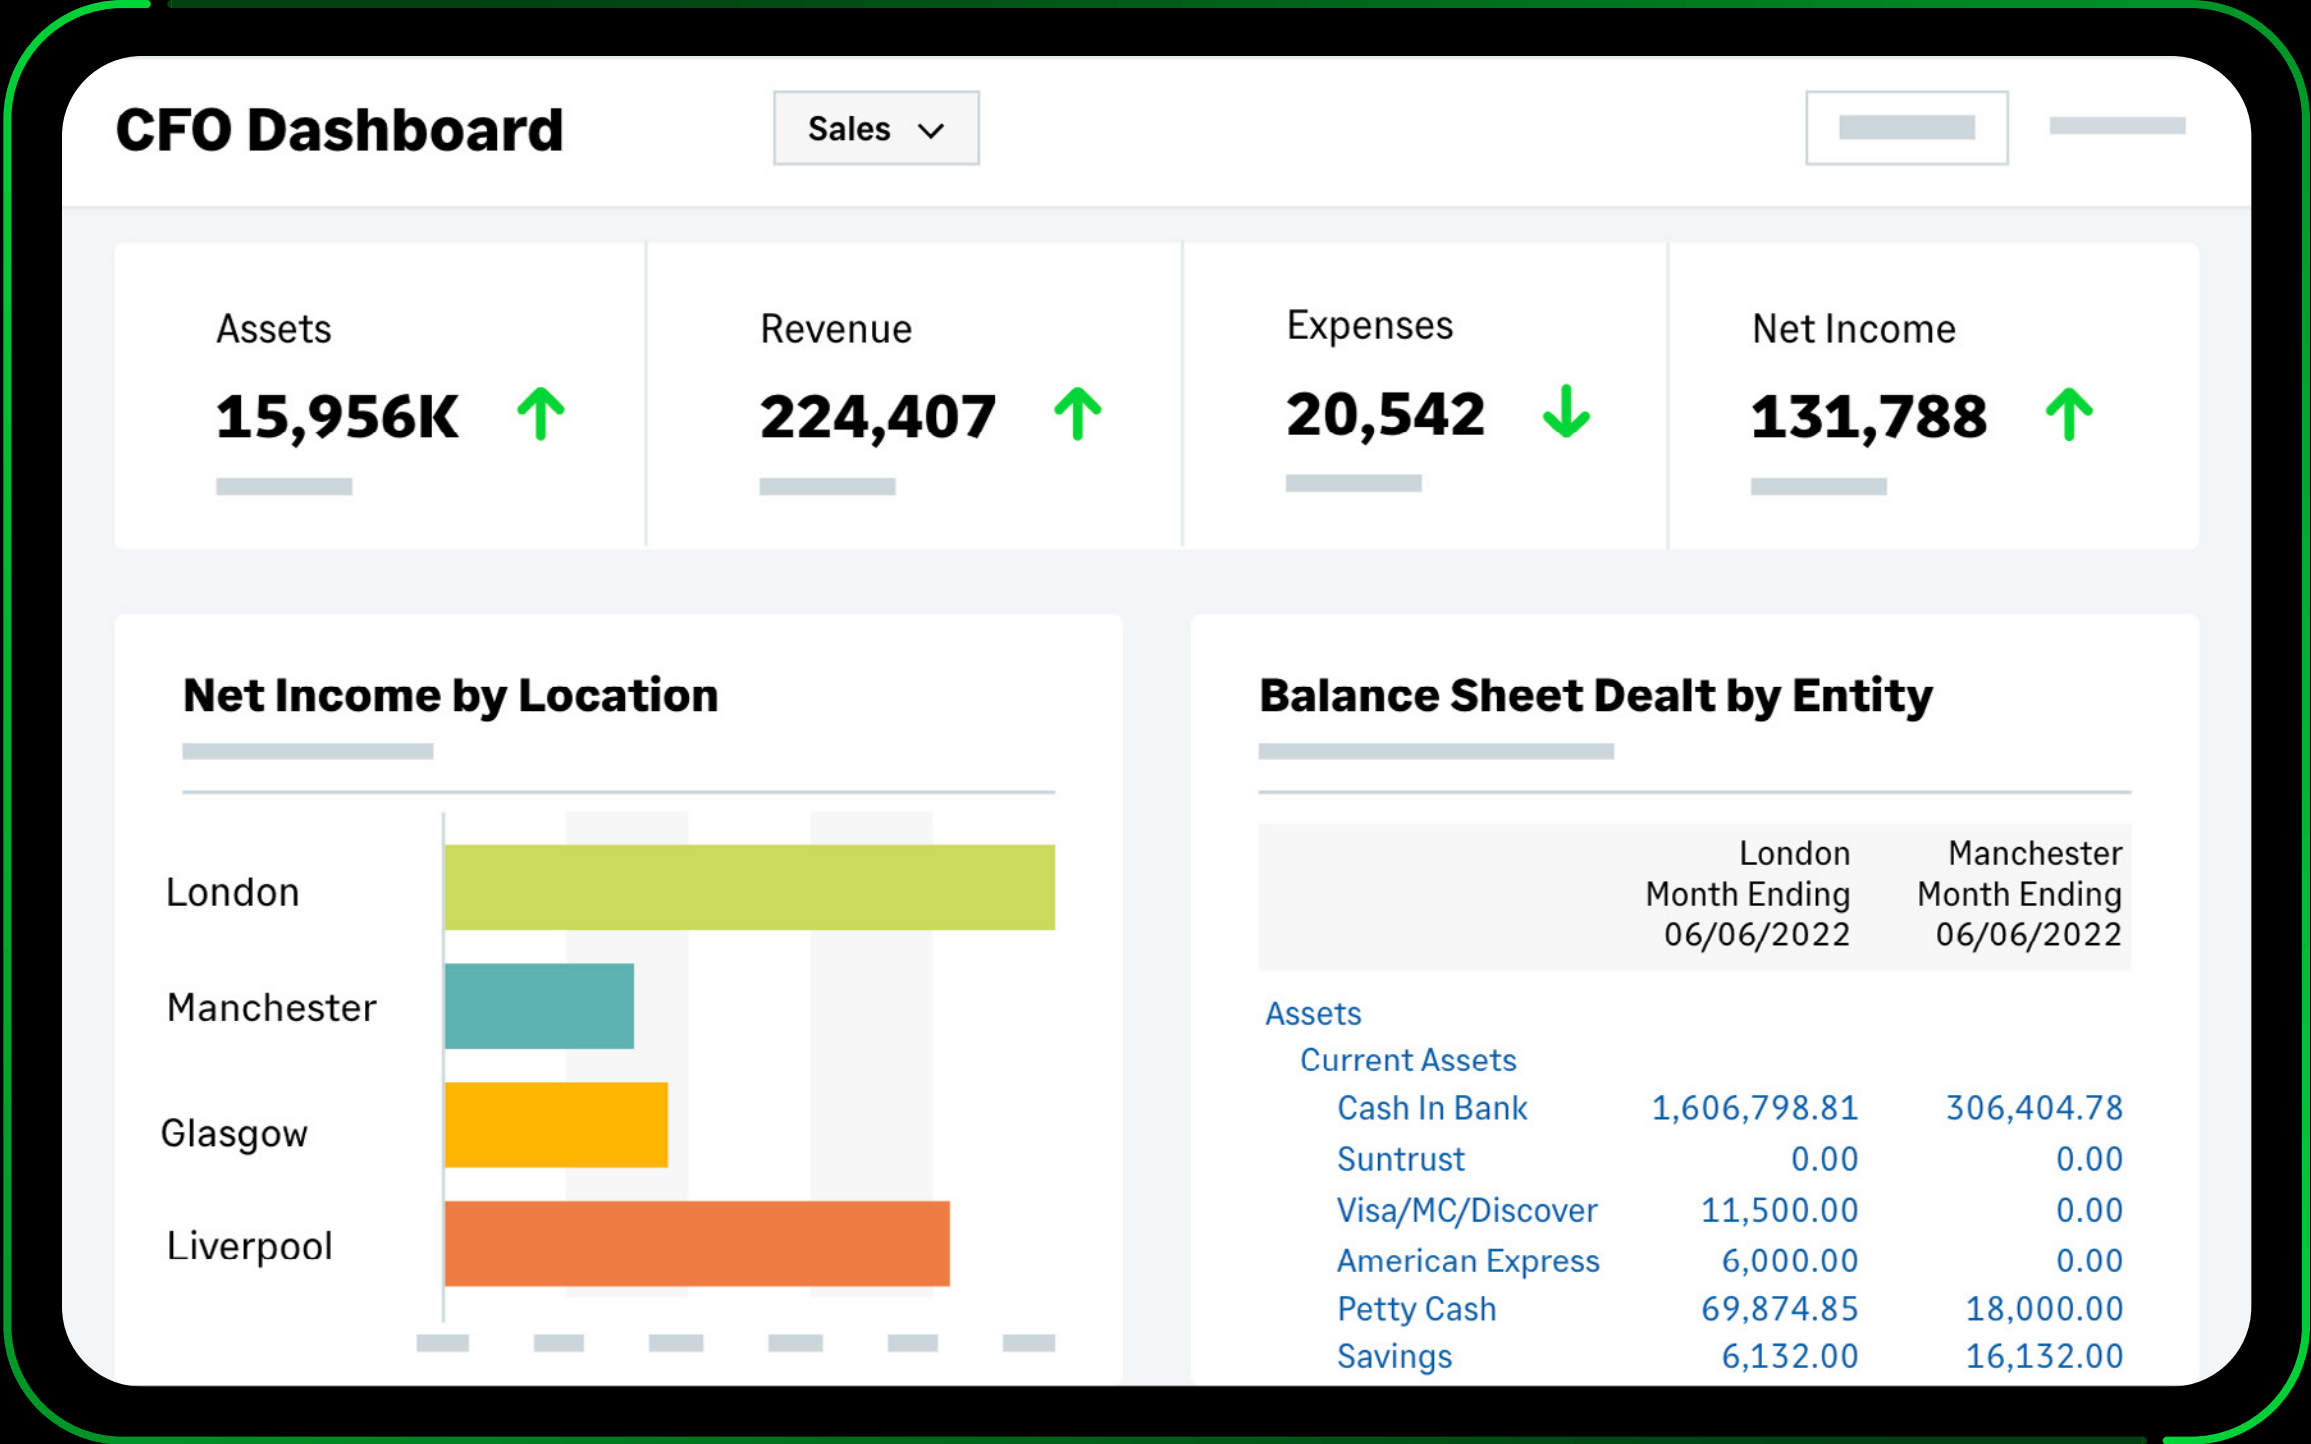 CFO Dashboard
Sales
Assets
15,956K
Revenue
224,407
Expenses
20,542
Net Income
131,788
Net Income by Location
London
Manchester
Glasgow
Liverpool
Balance Sheet Dealt by Entity
London
Month Ending
06/06/2022
Manchester
Month Ending
06/06/2022
Assets
Current Assets
Cash In Bank 1,606,798.81 306,404.78
Suntrust 0.00 0.00
Visa/MC/Discover 11,500.00 0.00
American Express 6,000.00 0.00
Petty Cash 69,874.85 18,000.00
Savings 6,132.00 16,132.00